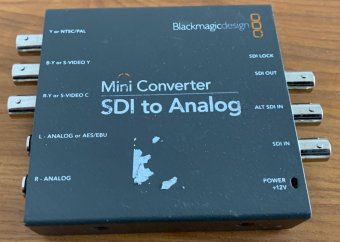 Blackmagicdesign
Y or NTSC/PAL
B-Y or S-VIDEO Y
R-Y or S-VIDEO C
L - ANALOG or AES/EBU
R - ANALOG
Mini Converter
SDI to Analog
SDI LOCK
SDI OUT
ALT SDI IN
SDI IN
POWER
+12V